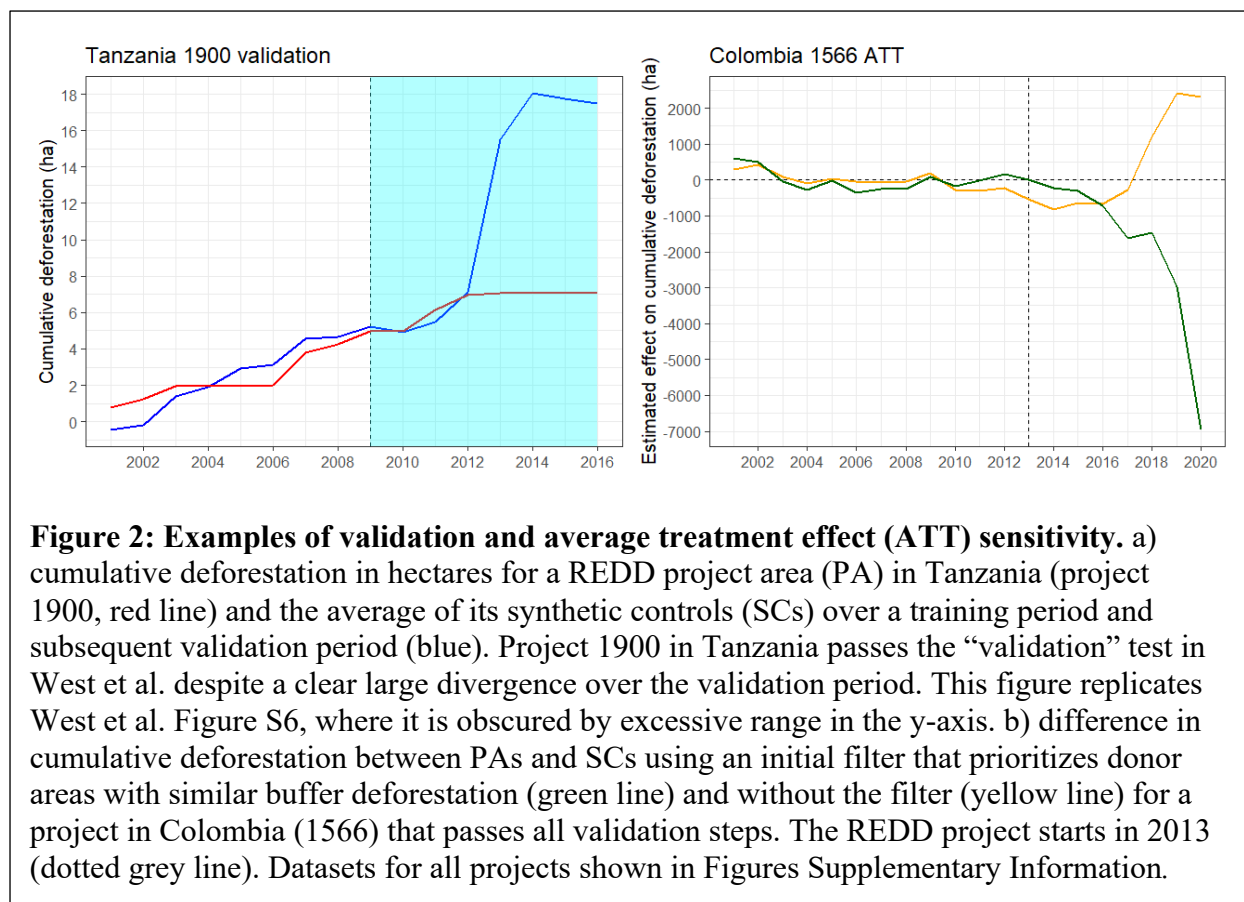 Tanzania 1900 validation
Cumulative deforestation (ha)
18
16
14
12
10
8
6
4
2
0
2002 2004 2006 2008 2010 2012 2014 2016
Colombia 1566 ATT
Estimated effect on cumulative deforestation (ha)
2000
1000
0
-1000
-2000
-3000
-4000
-5000
-6000
-7000
2002 2004 2006 2008 2010 2012 2014 2016 2018 2020
Figure 2: Examples of validation and average treatment effect (ATT) sensitivity. a)
cumulative deforestation in hectares for a REDD project area (PA) in Tanzania (project
1900, red line) and the average of its synthetic controls (SCs) over a training period and
subsequent validation period (blue). Project 1900 in Tanzania passes the “validation” test in
West et al. despite a clear large divergence over the validation period. This figure replicates
West et al. Figure S6, where it is obscured by excessive range in the y-axis. b) difference in
cumulative deforestation between PAs and SCs using an initial filter that prioritizes donor
areas with similar buffer deforestation (green line) and without the filter (yellow line) for a
project in Colombia (1566) that passes all validation steps. The REDD project starts in 2013
(dotted grey line). Datasets for all projects shown in Figures Supplementary Information.